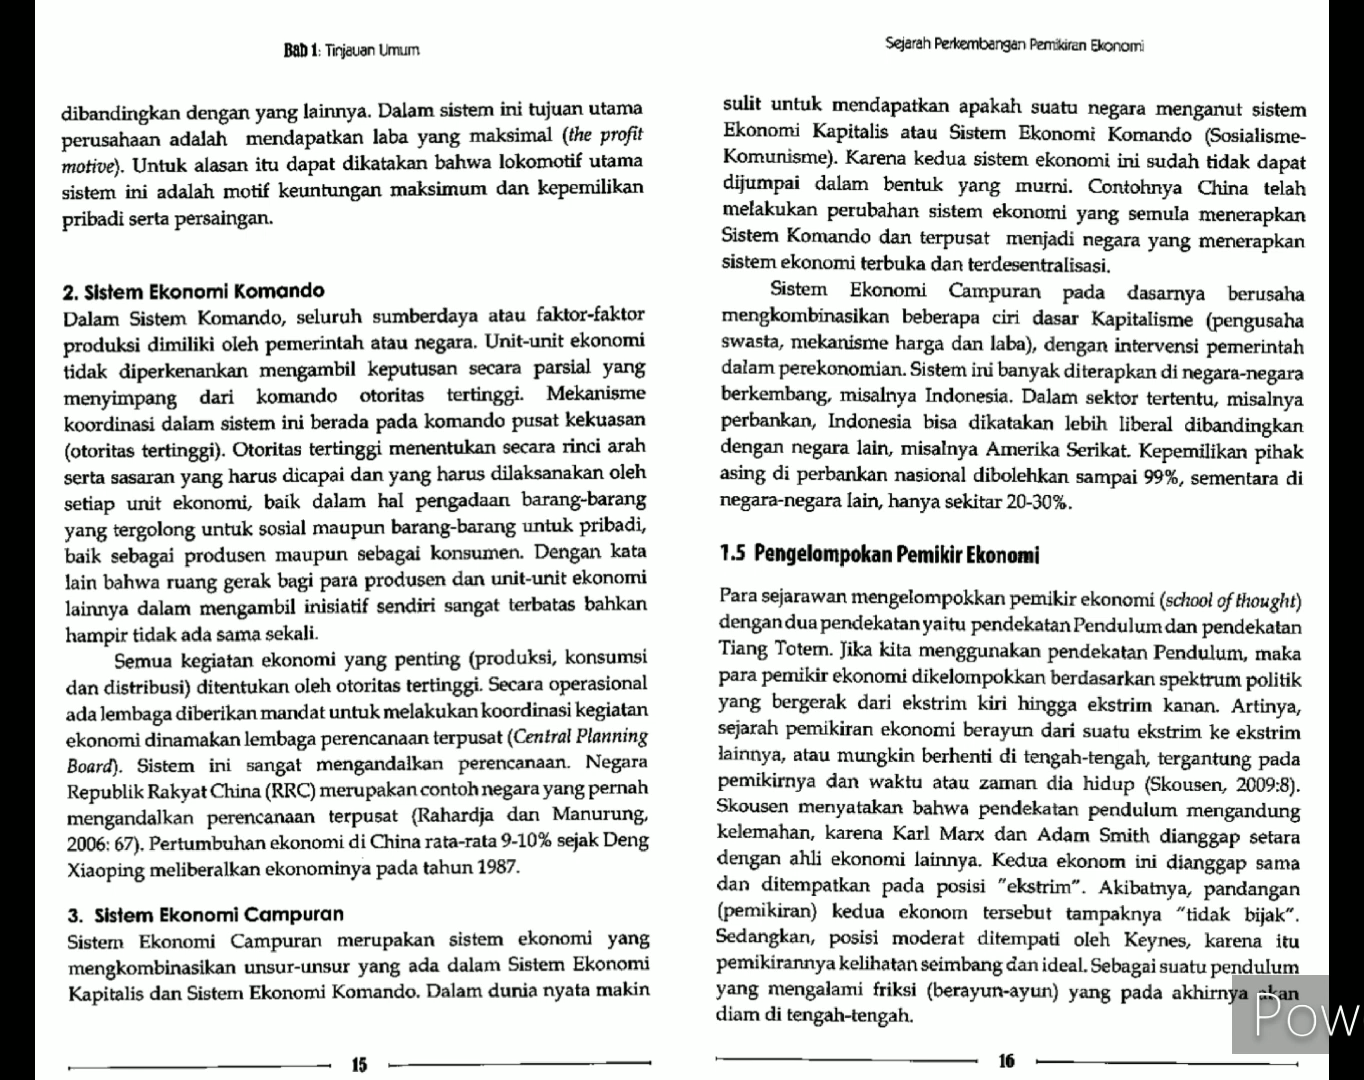 Bab 1: Tinjauan Umum
dibandingkan dengan yang lainnya. Dalam sistem ini tujuan utama
perusahaan adalah mendapatkan laba yang maksimal (the profit
motive). Untuk alasan itu dapat dikatakan bahwa lokomotif utama
sistem ini adalah motif keuntungan maksimum dan kepemilikan
pribadi serta persaingan.
2. Sistem Ekonomi Komando
Dalam Sistem Komando, seluruh sumberdaya atau faktor-faktor
produksi dimiliki oleh pemerintah atau negara. Unit-unit ekonomi
tidak diperkenankan mengambil keputusan secara parsial yang
menyimpang dari komando otoritas tertinggi. Mekanisme
koordinasi dalam sistem ini berada pada komando pusat kekuasan
(otoritas tertinggi). Otoritas tertinggi menentukan secara rinci arah
serta sasaran yang harus dicapai dan yang harus dilaksanakan oleh
setiap unit ekonomi, baik dalam hal pengadaan barang-barang
yang tergolong untuk sosial maupun barang-barang untuk pribadi,
baik sebagai produsen maupun sebagai konsumen. Dengan kata
lain bahwa ruang gerak bagi para produsen dan unit-unit ekonomi
lainnya dalam mengambil inisiatif sendiri sangat terbatas bahkan
hampir tidak ada sama sekali.
Semua kegiatan ekonomi yang penting (produksi, konsumsi
dan distribusi) ditentukan oleh otoritas tertinggi. Secara operasional
ada lembaga diberikan mandat untuk melakukan koordinasi kegiatan
ekonomi dinamakan lembaga perencanaan terpusat (Central Planning
Board). Sistem ini sangat mengandalkan perencanaan. Negara
Republik Rakyat China (RRC) merupakan contoh negara yang pernah
mengandalkan perencanaan terpusat (Rahardja dan Manurung,
2006: 67). Pertumbuhan ekonomi di China rata-rata 9-10% sejak Deng
Xiaoping meliberalkan ekonominya pada tahun 1987.
3. Sistem Ekonomi Campuran
Sistem Ekonomi Campuran merupakan sistem ekonomi yang
mengkombinasikan unsur-unsur yang ada dalam Sistem Ekonomi
Kapitalis dan Sistem Ekonomi Komando. Dalam dunia nyata makin
15
Sejarah Perkembangan Pemikiran Ekonomi
sulit untuk mendapatkan apakah suatu negara menganut sistem
Ekonomi Kapitalis atau Sistem Ekonomi Komando (Sosialisme-
Komunisme). Karena kedua sistem ekonomi ini sudah tidak dapat
dijumpai dalam bentuk yang murni. Contohnya China telah
melakukan perubahan sistem ekonomi yang semula menerapkan
Sistem Komando dan terpusat menjadi negara yang menerapkan
sistem ekonomi terbuka dan terdesentralisasi.
Sistem Ekonomi Campuran pada dasarnya berusaha
mengkombinasikan beberapa ciri dasar Kapitalisme (pengusaha
swasta, mekanisme harga dan laba), dengan intervensi pemerintah
dalam perekonomian. Sistem ini banyak diterapkan di negara-negara
berkembang, misalnya Indonesia. Dalam sektor tertentu, misalnya
perbankan, Indonesia bisa dikatakan lebih liberal dibandingkan
dengan negara lain, misalnya Amerika Serikat. Kepemilikan pihak
asing di perbankan nasional dibolehkan sampai 99%, sementara di
negara-negara lain, hanya sekitar 20-30%.
1.5 Pengelompokan Pemikir Ekonomi
Para sejarawan mengelompokkan pemikir ekonomi (school of thought)
dengan dua pendekatan yaitu pendekatan Pendulum dan pendekatan
Tiang Totem. Jika kita menggunakan pendekatan Pendulum, maka
para pemikir ekonomi dikelompokkan berdasarkan spektrum politik
yang bergerak dari ekstrim kiri hingga ekstrim kanan. Artinya,
sejarah pemikiran ekonomi berayun dari suatu ekstrim ke ekstrim
lainnya, atau mungkin berhenti di tengah-tengah, tergantung pada
pemikirnya dan waktu atau zaman dia hidup (Skousen, 2009:8).
Skousen menyatakan bahwa pendekatan pendulum mengandung
kelemahan, karena Karl Marx dan Adam Smith dianggap setara
dengan ahli ekonomi lainnya. Kedua ekonom ini dianggap sama
dan ditempatkan pada posisi "ekstrim". Akibatnya, pandangan
(pemikiran) kedua ekonom tersebut tampaknya "tidak bijak".
Sedangkan, posisi moderat ditempati oleh Keynes, karena itu
pemikirannya kelihatan seimbang dan ideal. Sebagai suatu pendulum
yang mengalami friksi (berayun-ayun) yang pada akhirnya akan
diam di tengah-tengah.
16
Pow